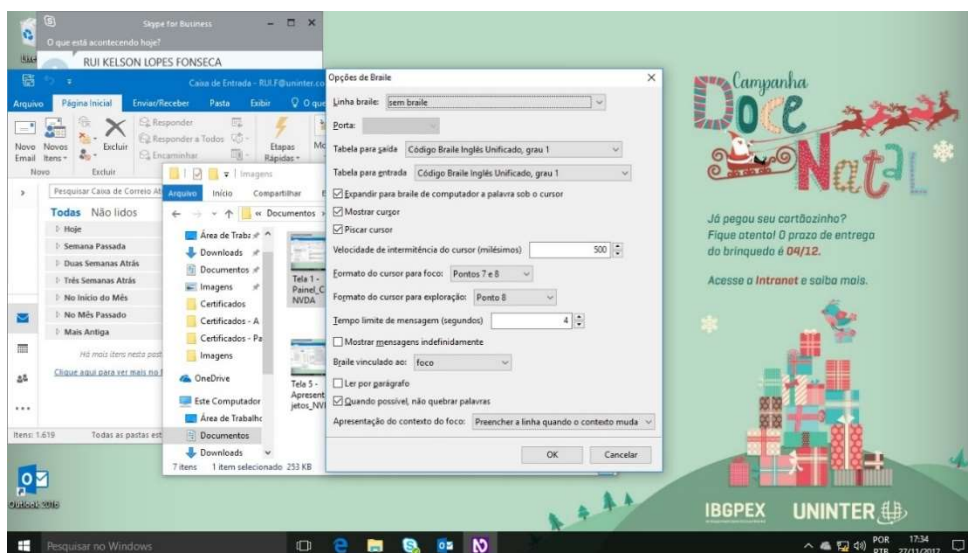 Skype for Business
O que está acontecendo hoje?
RUI KELSON LOPES FONSECA
Caixa de Entrada - RUI.F@uninter.co
Arquivo Página Inicial Enviar/Receber Pasta Exibir O que
Novo Email
Novos Itens
Excluir
Responder
Responder a Todos
Encaminhar
Etapas Rápidas
Novo Excluir
Pesquisar Caixa de Correio At
Todas Não lidos
Hoje
Semana Passada
Duas Semanas Atrás
Três Semanas Atrás
No Início do Mês
No Mês Passado
Mais Antiga
Há mais itens nesta past
Clique aqui para ver mais no
Itens: 1.619 Todas as pastas est
Outlook 2016
Imagens
Arquivo Início Compartilhar
« Documentos
Área de Traba
Downloads
Documentos
Imagens
Certificados
Certificados - A
Certificados - Pa
Imagens
OneDrive
Este Computador
Área de Trabalho
Documentos
Downloads
Tela 1 -
Painel_C
NVDA
Tela 5 -
Apresent
jetos_NVI
7 itens 1 item selecionado 253 KB
Opções de Braile
Linha braile: sem braile
Porta:
Tabela para saída Código Braile Inglês Unificado, grau 1
Tabela para entrada Código Braile Inglês Unificado, grau 1
Expandir para braile de computador a palavra sob o cursor
Mostrar cursor
Piscar cursor
Velocidade de intermitência do cursor (milésimos) 500
Formato do cursor para foco: Pontos 7 e 8
Formato do cursor para exploração: Ponto 8
Tempo limite de mensagem (segundos) 4
Mostrar mensagens indefinidamente
Braile vinculado ao: foco
Ler por parágrafo
Quando possível, não quebrar palavras
Apresentação do contexto do foco: Preencher a linha quando o contexto muda
OK Cancelar
Campanha
Doce
Natal
Já pegou seu cartãozinho?
Fique atento! O prazo de entrega
do brinquedo é 04/12.
Acesse a Intranet e saiba mais.
IBGPEX UNINTER
Pesquisar no Windows
POR 17:34
PTB 27/11/2017